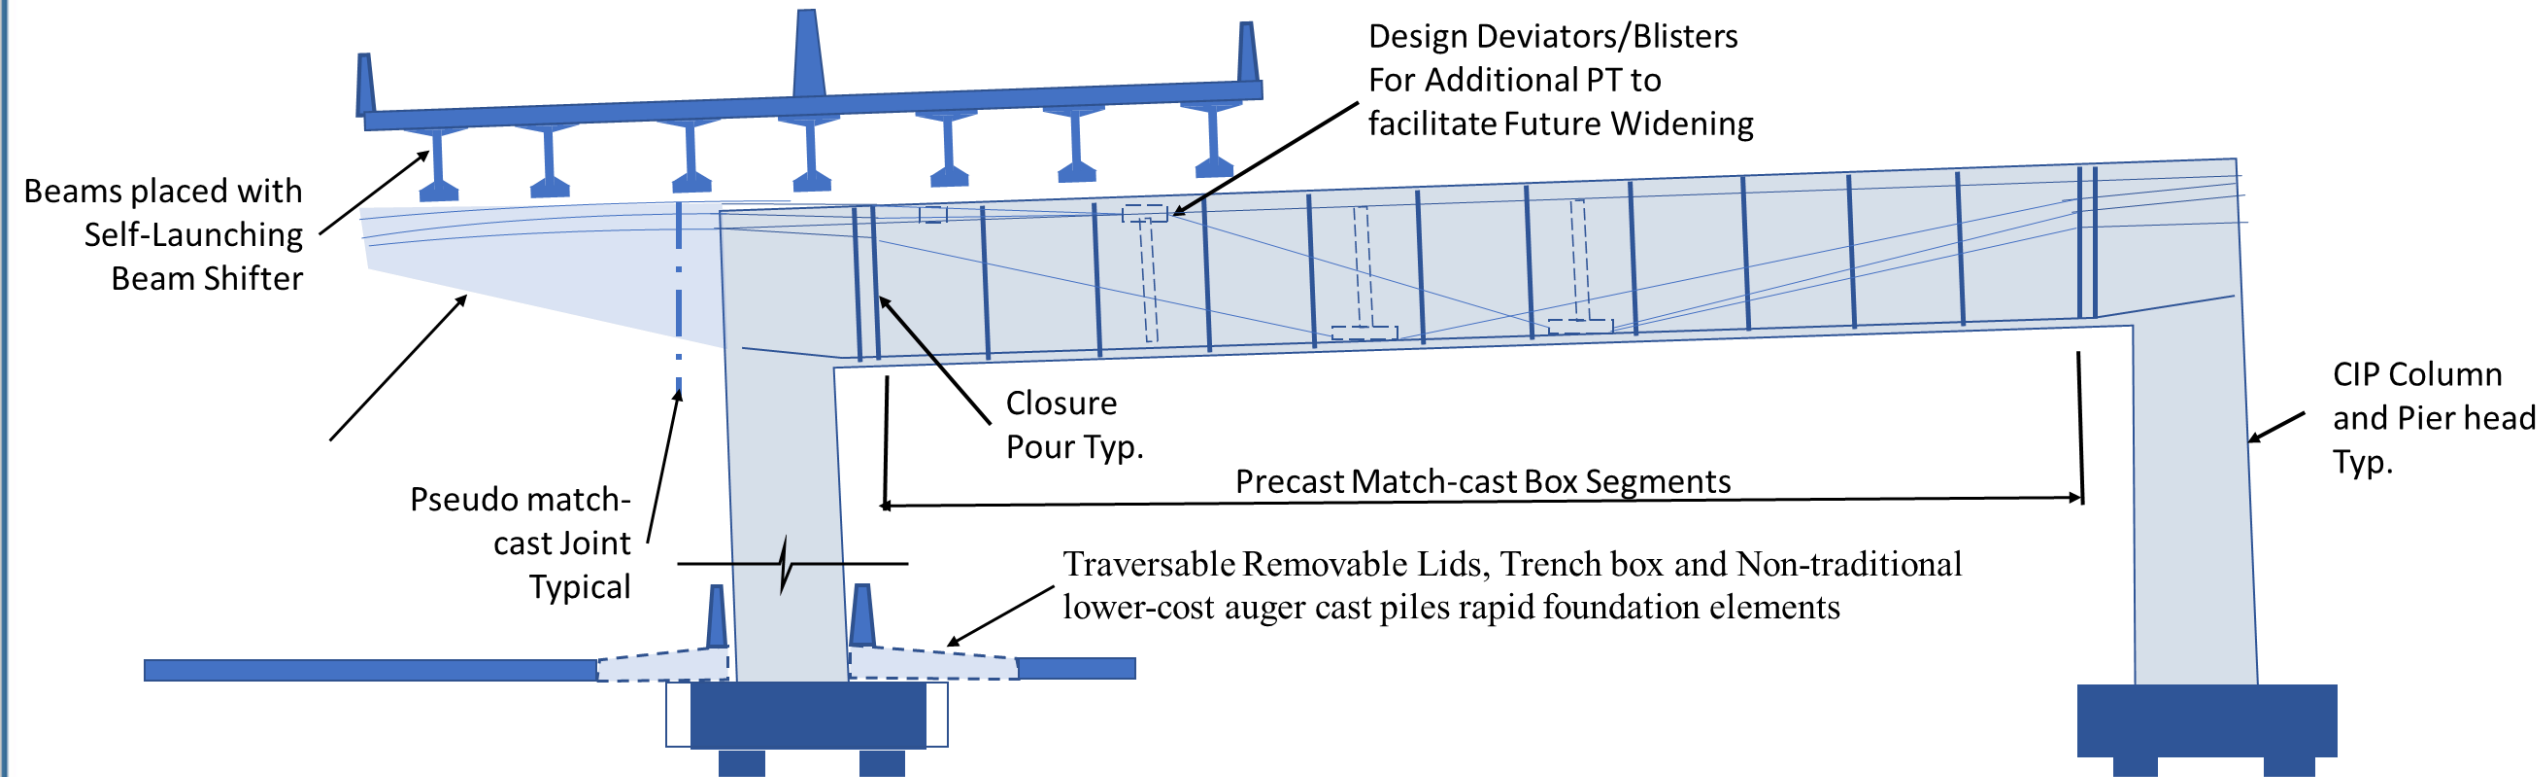 Design Deviators/Blisters
For Additional PT to
facilitate Future Widening
Beams placed with
Self-Launching
Beam Shifter
Closure
Pour Typ.
CIP Column
and Pier head
Typ.
Precast Match-cast Box Segments
Pseudo match-
cast Joint
Typical
Traversable Removable Lids, Trench box and Non-traditional
lower-cost auger cast piles rapid foundation elements